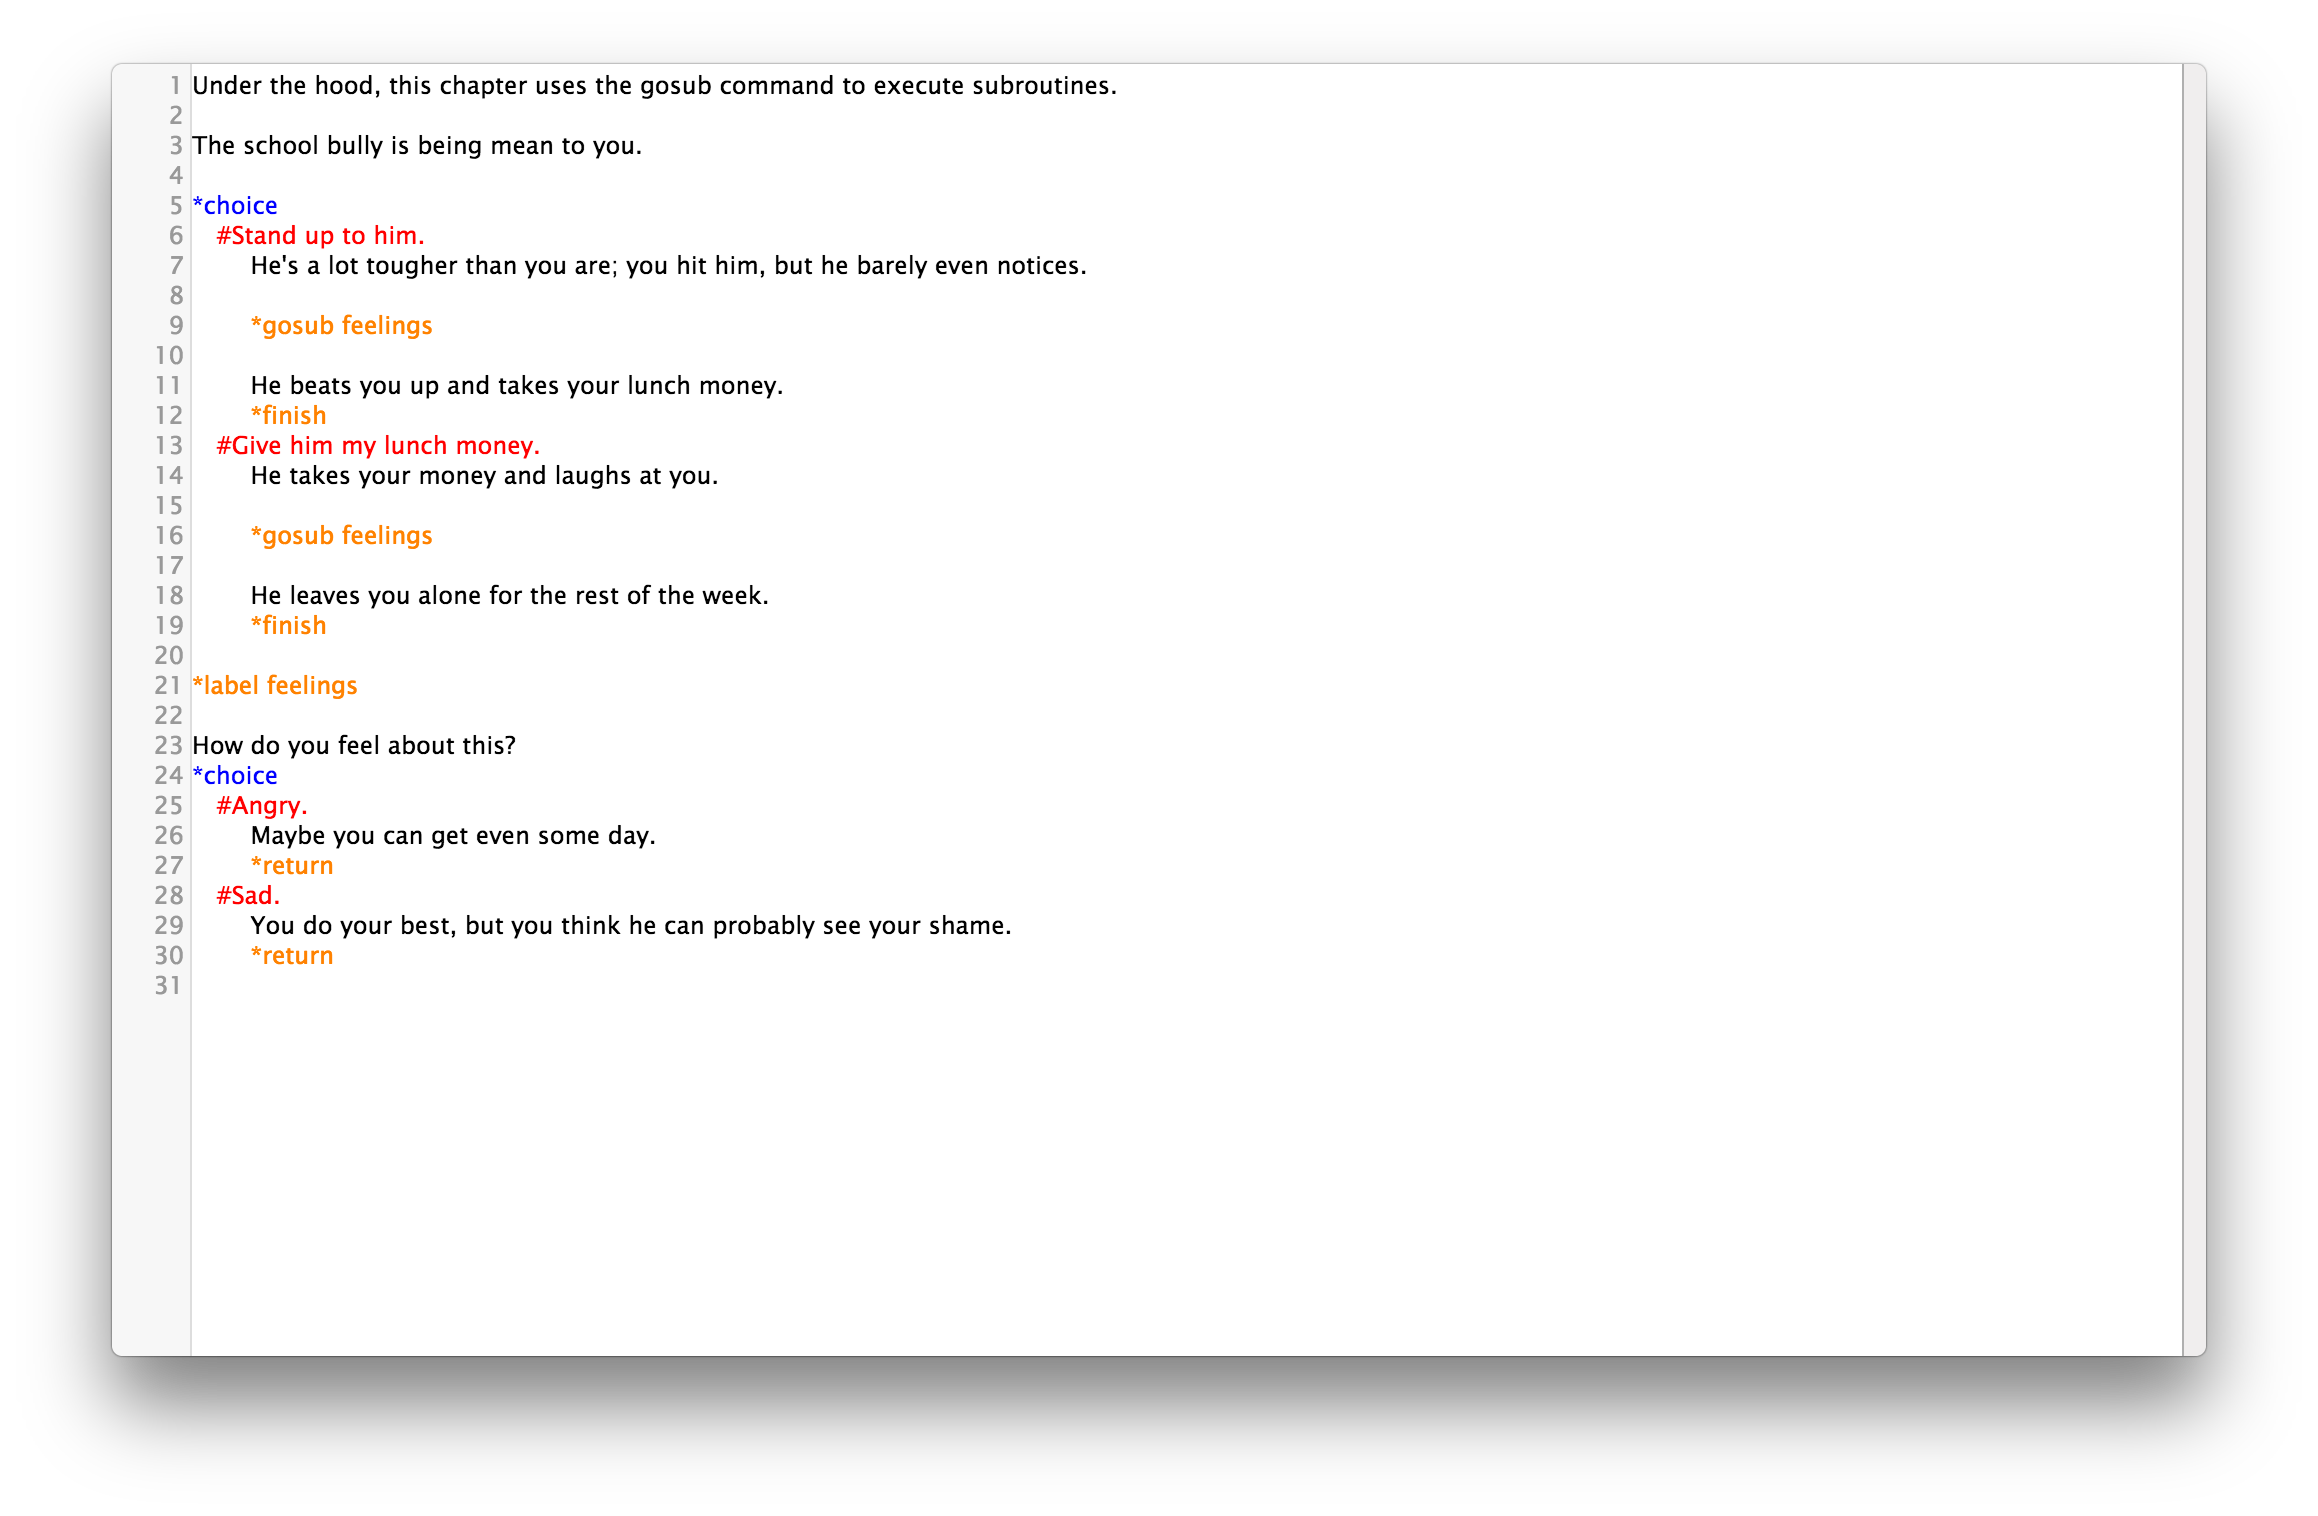 1 Under the hood, this chapter uses the gosub command to execute subroutines.
2
3 The school bully is being mean to you.
4
5 *choice
6 #Stand up to him.
7 He's a lot tougher than you are; you hit him, but he barely even notices.
8
9 *gosub feelings
10
11 He beats you up and takes your lunch money.
12 *finish
13 #Give him my lunch money.
14 He takes your money and laughs at you.
15
16 *gosub feelings
17
18 He leaves you alone for the rest of the week.
19 *finish
20
21 *label feelings
22
23 How do you feel about this?
24 *choice
25 #Angry.
26 Maybe you can get even some day.
27 *return
28 #Sad.
29 You do your best, but you think he can probably see your shame.
30 *return
31